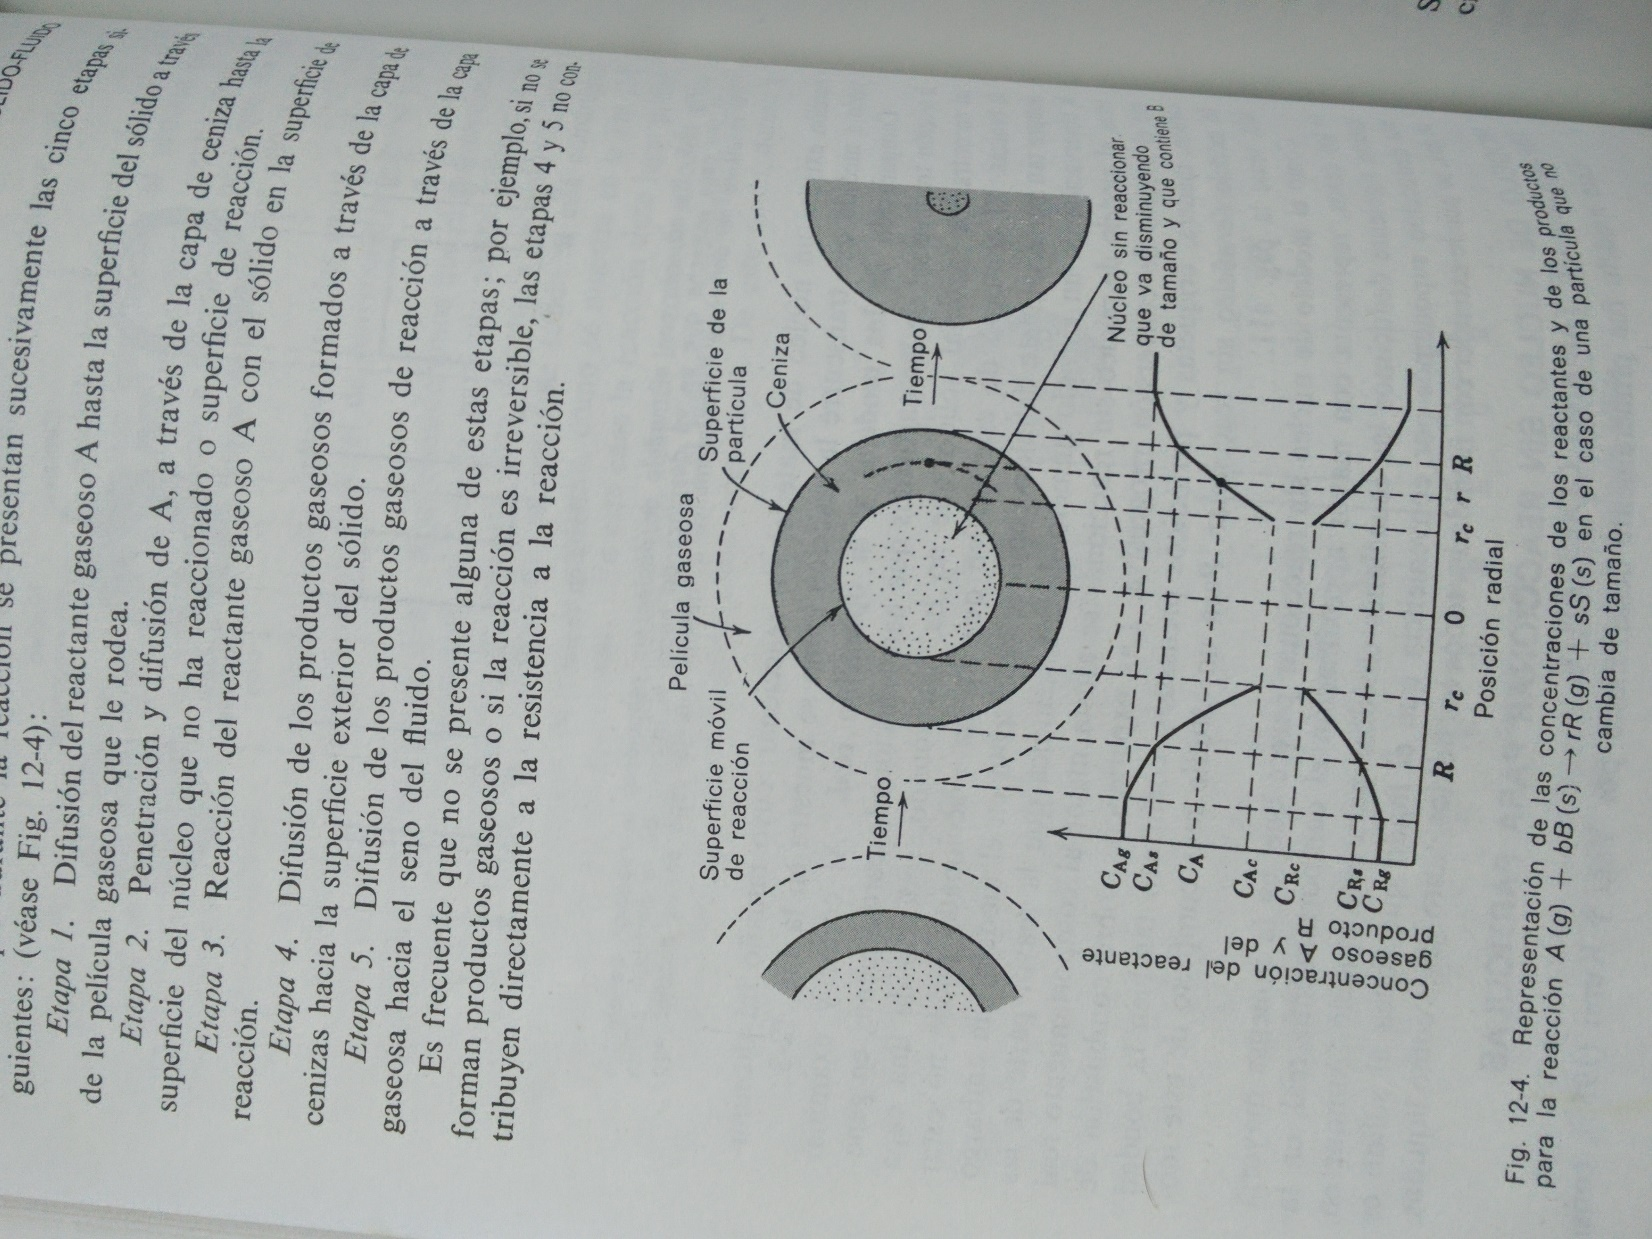 guientes: (véase Fig. 12-4):
Etapa 1. Difusión del reactante gaseoso A hasta la superficie del sólido a través
de la película gaseosa que le rodea.
Etapa 2. Penetración y difusión de A, a través de la capa de ceniza hasta la
superficie del núcleo que no ha reaccionado o superficie de reacción.
Etapa 3. Reacción del reactante gaseoso A con el sólido en la superficie de
reacción.
Etapa 4. Difusión de los productos gaseosos formados a través de la capa de
cenizas hacia la superficie exterior del sólido.
Etapa 5. Difusión de los productos gaseosos de reacción a través de la capa
gaseosa hacia el seno del fluido.
Es frecuente que no se presente alguna de estas etapas; por ejemplo, si no se
forman productos gaseosos o si la reacción es irreversible, las etapas 4 y 5 no con-
tribuyen directamente a la resistencia a la reacción.
Película gaseosa
Superficie de la
partícula
Ceniza
Superficie móvil
de reacción
Tiempo
Tiempo
Núcleo sin reaccionar
que va disminuyendo
de tamaño y que contiene B
Concentración del reactante
gaseoso A y del
producto R
C_Ag
C_As
C_A
C_Ac
C_Rc
C_Rs
C_Rg
R r_c 0 r_c r R
Posición radial
Fig. 12-4. Representación de las concentraciones de los reactantes y de los productos
para la reacción A (g) + bB (s) → rR (g) + sS (s) en el caso de una partícula que no
cambia de tamaño.